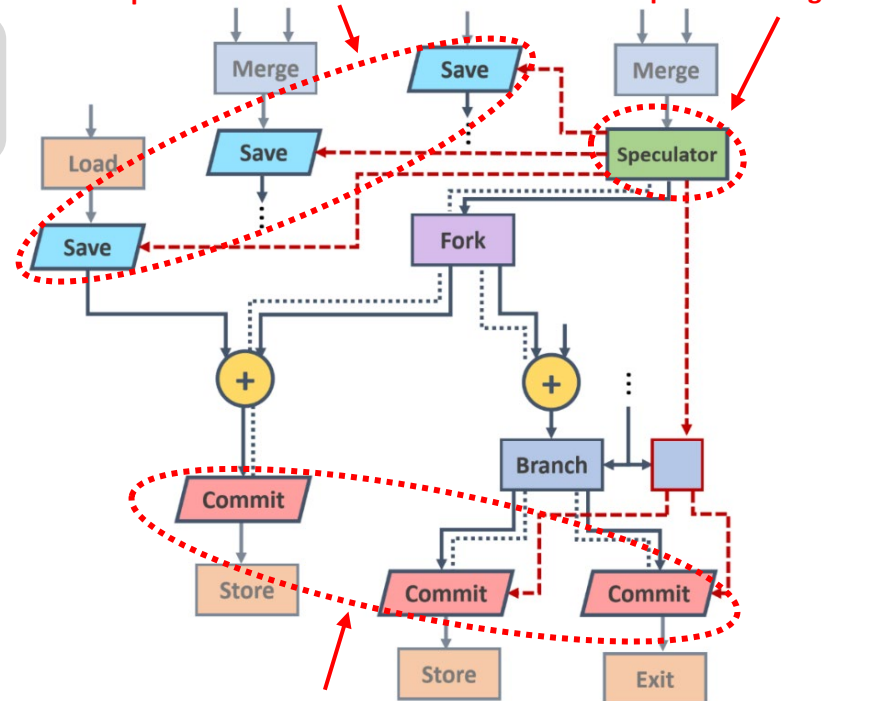 Merge
Save
Merge
Save
Speculator
Load
Save
Fork
+
+
Branch
Commit
Commit
Commit
Store
Store
Exit